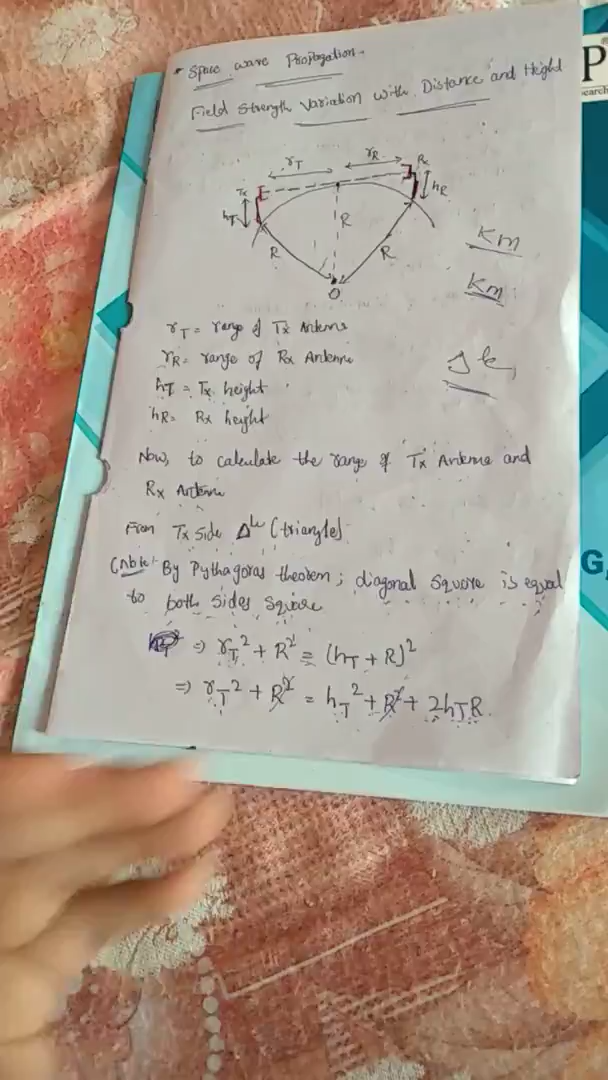 * Space wave Propagation.
Field Strength Variation with Distance and Height
rT
rR
Tx
Rx
hT
hR
R
R
R
O
Km
Km
rT = range of Tx Antenna
rR = range of Rx Antenna
hT = Tx height
hR = Rx height
Now, to calculate the range of Tx Antenna and
Rx Antenna
From Tx side Δle (triangle)
(Note:- By Pythagoras theorem; diagonal square is equal
to both sides square
⇒ rT² + R² = (hT + R)²
⇒ rT² + R² = hT² + R² + 2hTR
P
earch
G